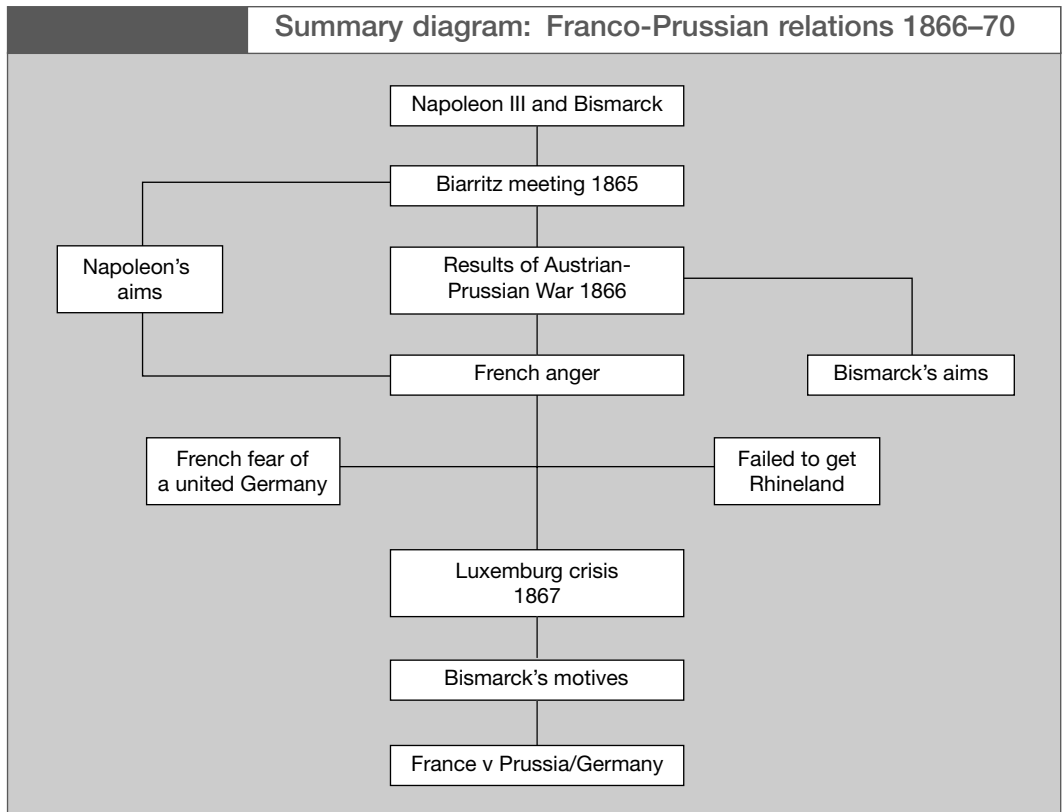 Summary diagram: Franco-Prussian relations 1866–70
Napoleon III and Bismarck
Biarritz meeting 1865
Napoleon's
aims
Results of Austrian-
Prussian War 1866
French anger
Bismarck's aims
French fear of
a united Germany
Failed to get
Rhineland
Luxemburg crisis
1867
Bismarck's motives
France v Prussia/Germany